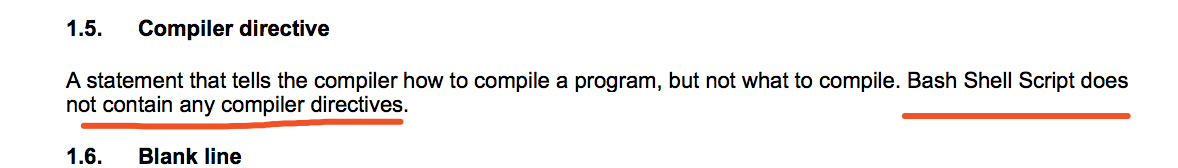 1.5. Compiler directive
A statement that tells the compiler how to compile a program, but not what to compile. Bash Shell Script does
not contain any compiler directives.
1.6. Blank line